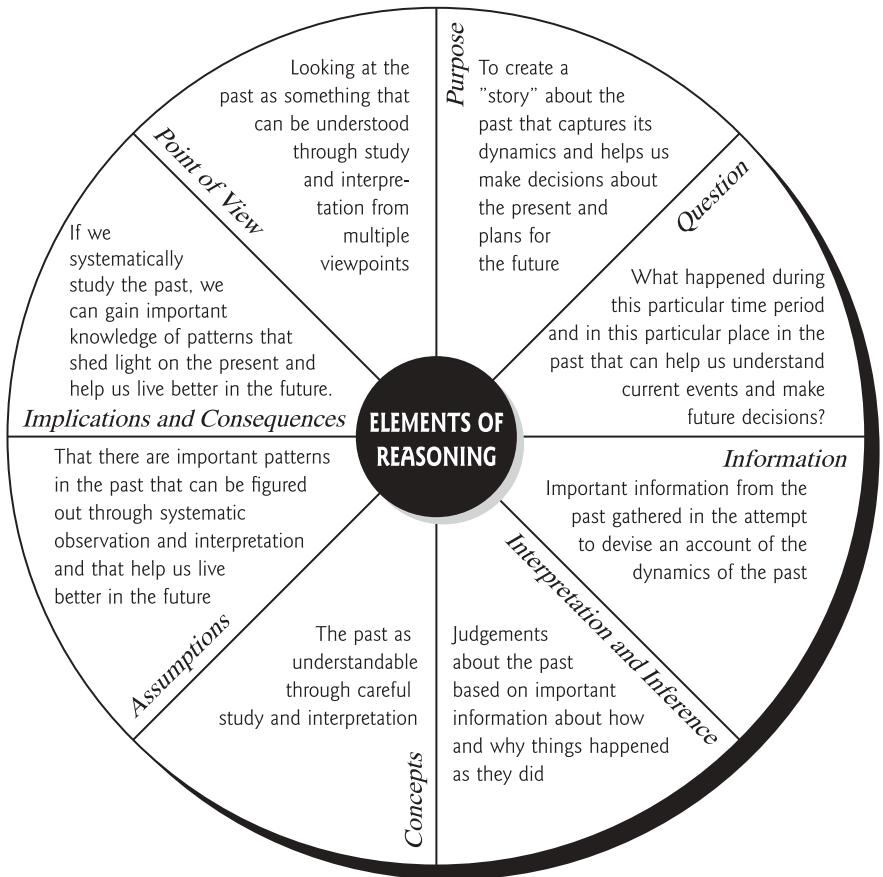 Purpose
To create a
”story” about the
past that captures its
dynamics and helps us
make decisions about
the present and
plans for
the future
Question
What happened during
this particular time period
and in this particular place in the
past that can help us understand
current events and make
future decisions?
Information
Important information from the
past gathered in the attempt
to devise an account of the
dynamics of the past
Interpretation and Inference
Judgements
about the past
based on important
information about how
and why things happened
as they did
Concepts
The past as
understandable
through careful
study and interpretation
Assumptions
That there are important patterns
in the past that can be figured
out through systematic
observation and interpretation
and that help us live
better in the future
Implications and Consequences
If we
systematically
study the past, we
can gain important
knowledge of patterns that
shed light on the present and
help us live better in the future.
Point of View
Looking at the
past as something that
can be understood
through study
and interpre-
tation from
multiple
viewpoints
ELEMENTS OF
REASONING